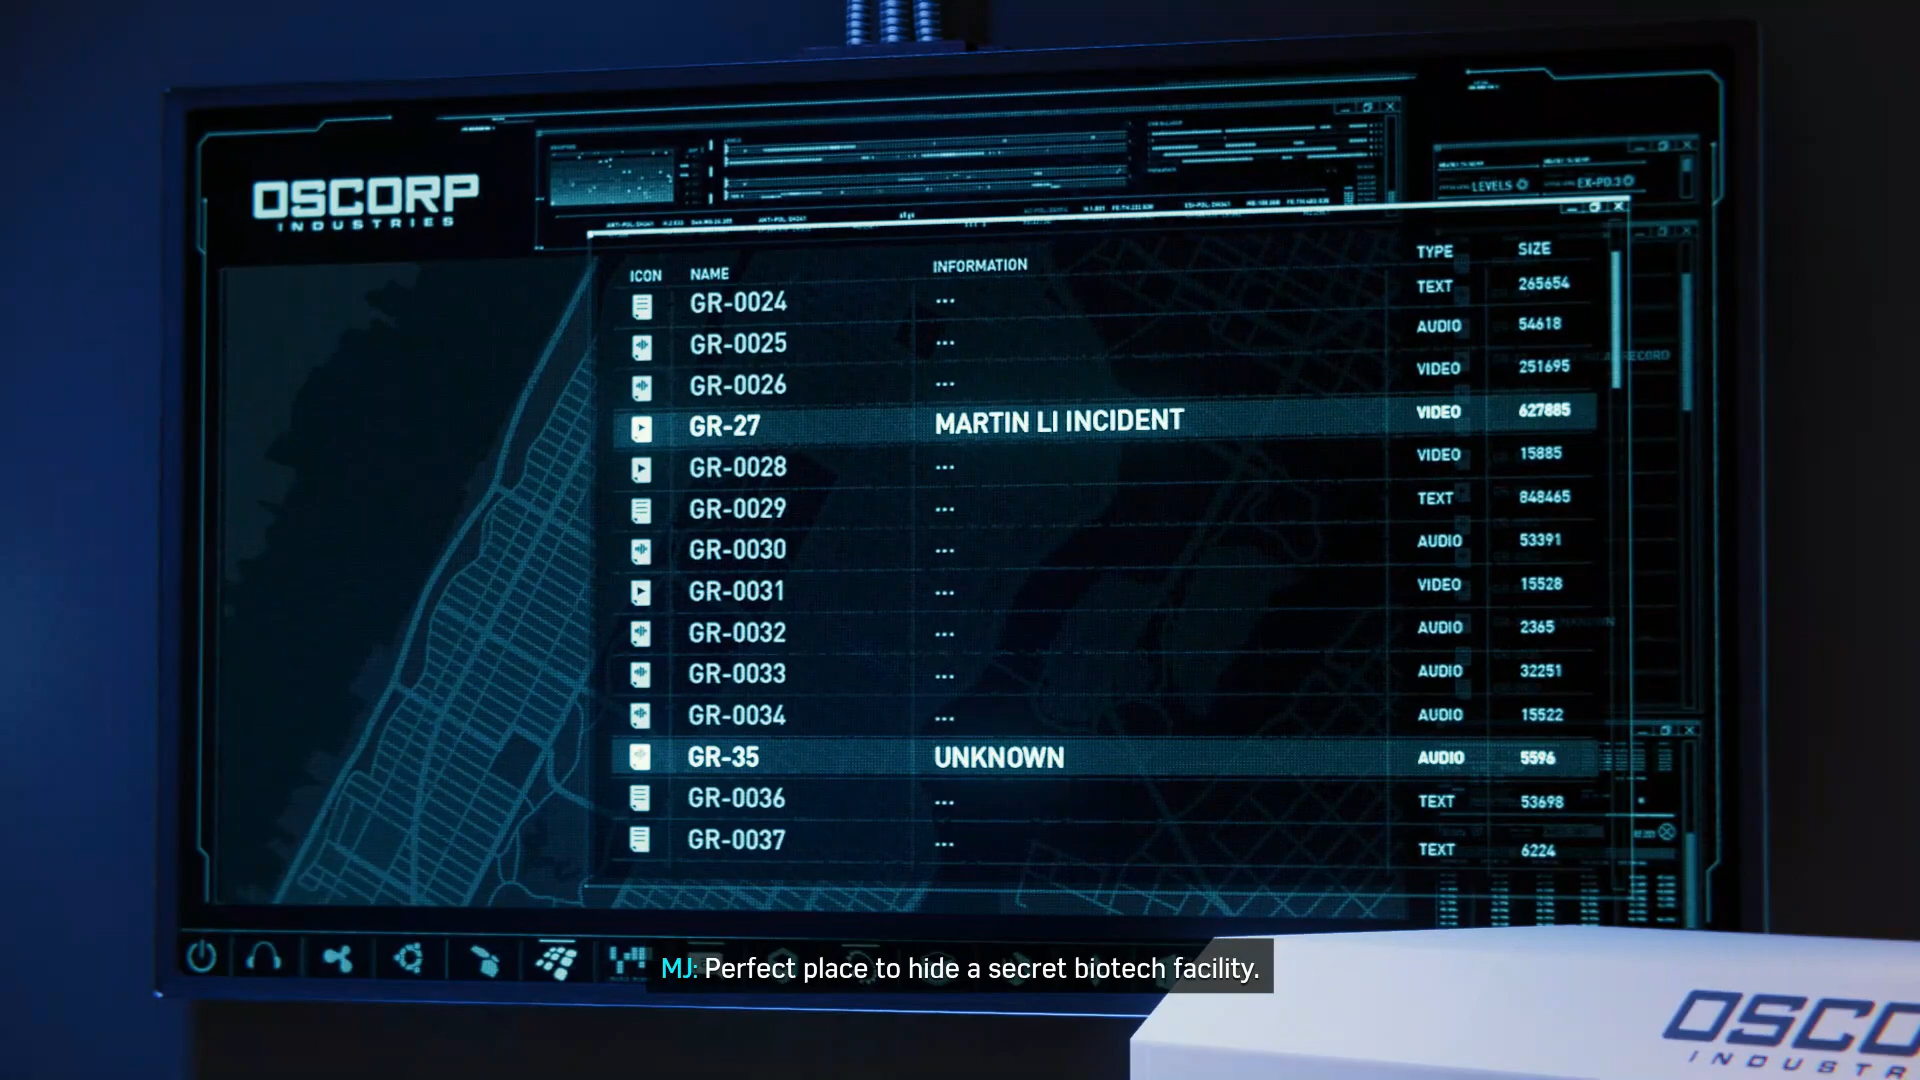 OSCORP
INDUSTRIES
LEVELS
EX-PD.3
ICON NAME INFORMATION TYPE SIZE
GR-0024 ... TEXT 265654
GR-0025 ... AUDIO 54618
GR-0026 ... VIDEO 251695
GR-27 MARTIN LI INCIDENT VIDEO 627885
GR-0028 ... VIDEO 15885
GR-0029 ... TEXT 848465
GR-0030 ... AUDIO 53391
GR-0031 ... VIDEO 15528
GR-0032 ... AUDIO 2365
GR-0033 ... AUDIO 32251
GR-0034 ... AUDIO 15522
GR-35 UNKNOWN AUDIO 5596
GR-0036 ... TEXT 53698
GR-0037 ... TEXT 6224
RECORD
MJ: Perfect place to hide a secret biotech facility.
OSCO
INDUSTR